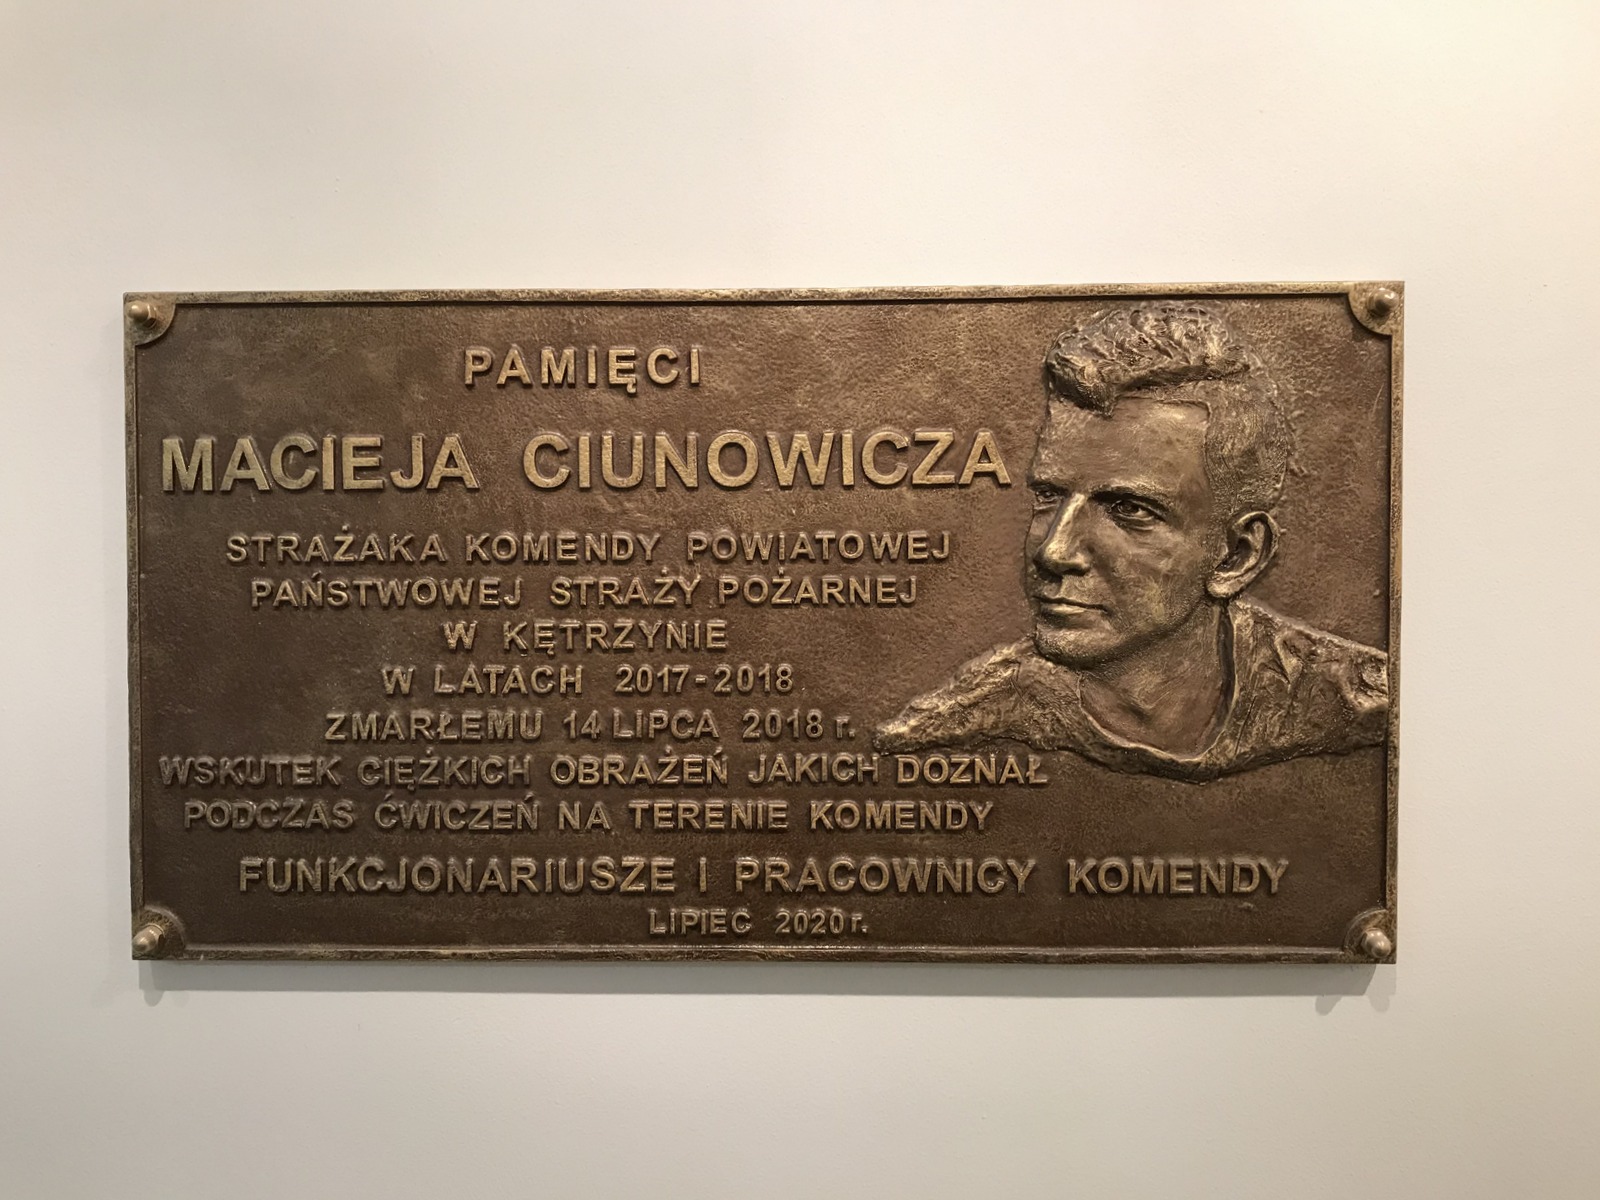 PAMIĘCI
MACIEJA CIUNOWICZA
STRAŻAKA KOMENDY POWIATOWEJ
PAŃSTWOWEJ STRAŻY POŻARNEJ
W KĘTRZYNIE
W LATACH 2017-2018
ZMARŁEMU 14 LIPCA 2018 r.
WSKUTEK CIĘŻKICH OBRAŻEŃ JAKICH DOZNAŁ
PODCZAS ĆWICZEŃ NA TERENIE KOMENDY
FUNKCJONARIUSZE I PRACOWNICY KOMENDY
LIPIEC 2020 r.